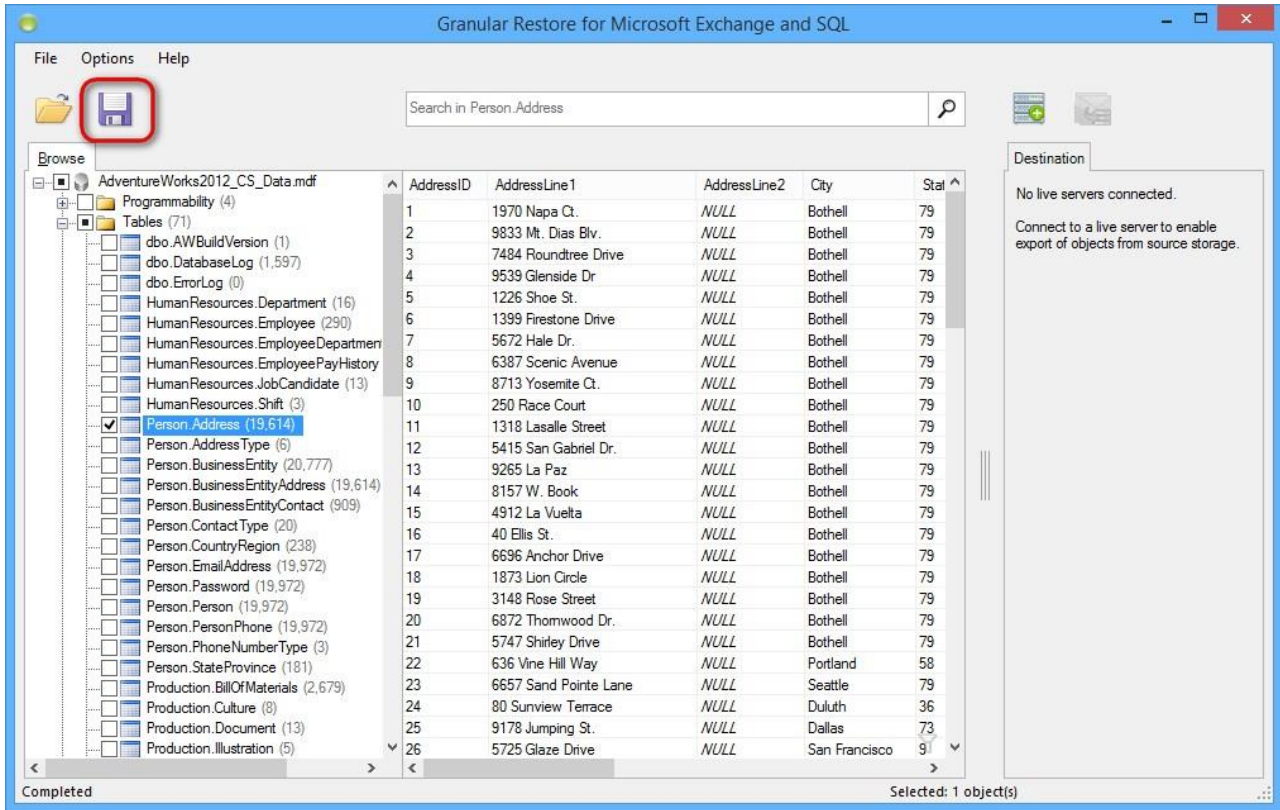 Granular Restore for Microsoft Exchange and SQL
File Options Help
Search in Person.Address
Browse
AdventureWorks2012_CS_Data.mdf
Programmability (4)
Tables (71)
dbo.AWBuildVersion (1)
dbo.DatabaseLog (1,597)
dbo.ErrorLog (0)
HumanResources.Department (16)
HumanResources.Employee (290)
HumanResources.EmployeeDepartment
HumanResources.EmployeePayHistory
HumanResources.JobCandidate (13)
HumanResources.Shift (3)
Person.Address (19,614)
Person.AddressType (6)
Person.BusinessEntity (20,777)
Person.BusinessEntityAddress (19,614)
Person.BusinessEntityContact (909)
Person.ContactType (20)
Person.CountryRegion (238)
Person.EmailAddress (19,972)
Person.Password (19,972)
Person.Person (19,972)
Person.PersonPhone (19,972)
Person.PhoneNumberType (3)
Person.StateProvince (181)
Production.BillOfMaterials (2,679)
Production.Culture (8)
Production.Document (13)
Production.Illustration (5)
AddressID AddressLine1 AddressLine2 City Stat
1 1970 Napa Ct. NULL Bothell 79
2 9833 Mt. Dias Blv. NULL Bothell 79
3 7484 Roundtree Drive NULL Bothell 79
4 9539 Glenside Dr NULL Bothell 79
5 1226 Shoe St. NULL Bothell 79
6 1399 Firestone Drive NULL Bothell 79
7 5672 Hale Dr. NULL Bothell 79
8 6387 Scenic Avenue NULL Bothell 79
9 8713 Yosemite Ct. NULL Bothell 79
10 250 Race Court NULL Bothell 79
11 1318 Lasalle Street NULL Bothell 79
12 5415 San Gabriel Dr. NULL Bothell 79
13 9265 La Paz NULL Bothell 79
14 8157 W. Book NULL Bothell 79
15 4912 La Vuelta NULL Bothell 79
16 40 Ellis St. NULL Bothell 79
17 6696 Anchor Drive NULL Bothell 79
18 1873 Lion Circle NULL Bothell 79
19 3148 Rose Street NULL Bothell 79
20 6872 Thornwood Dr. NULL Bothell 79
21 5747 Shirley Drive NULL Bothell 79
22 636 Vine Hill Way NULL Portland 58
23 6657 Sand Pointe Lane NULL Seattle 79
24 80 Sunview Terrace NULL Duluth 36
25 9178 Jumping St. NULL Dallas 73
26 5725 Glaze Drive NULL San Francisco 9
Destination
No live servers connected.
Connect to a live server to enable
export of objects from source storage.
Completed
Selected: 1 object(s)